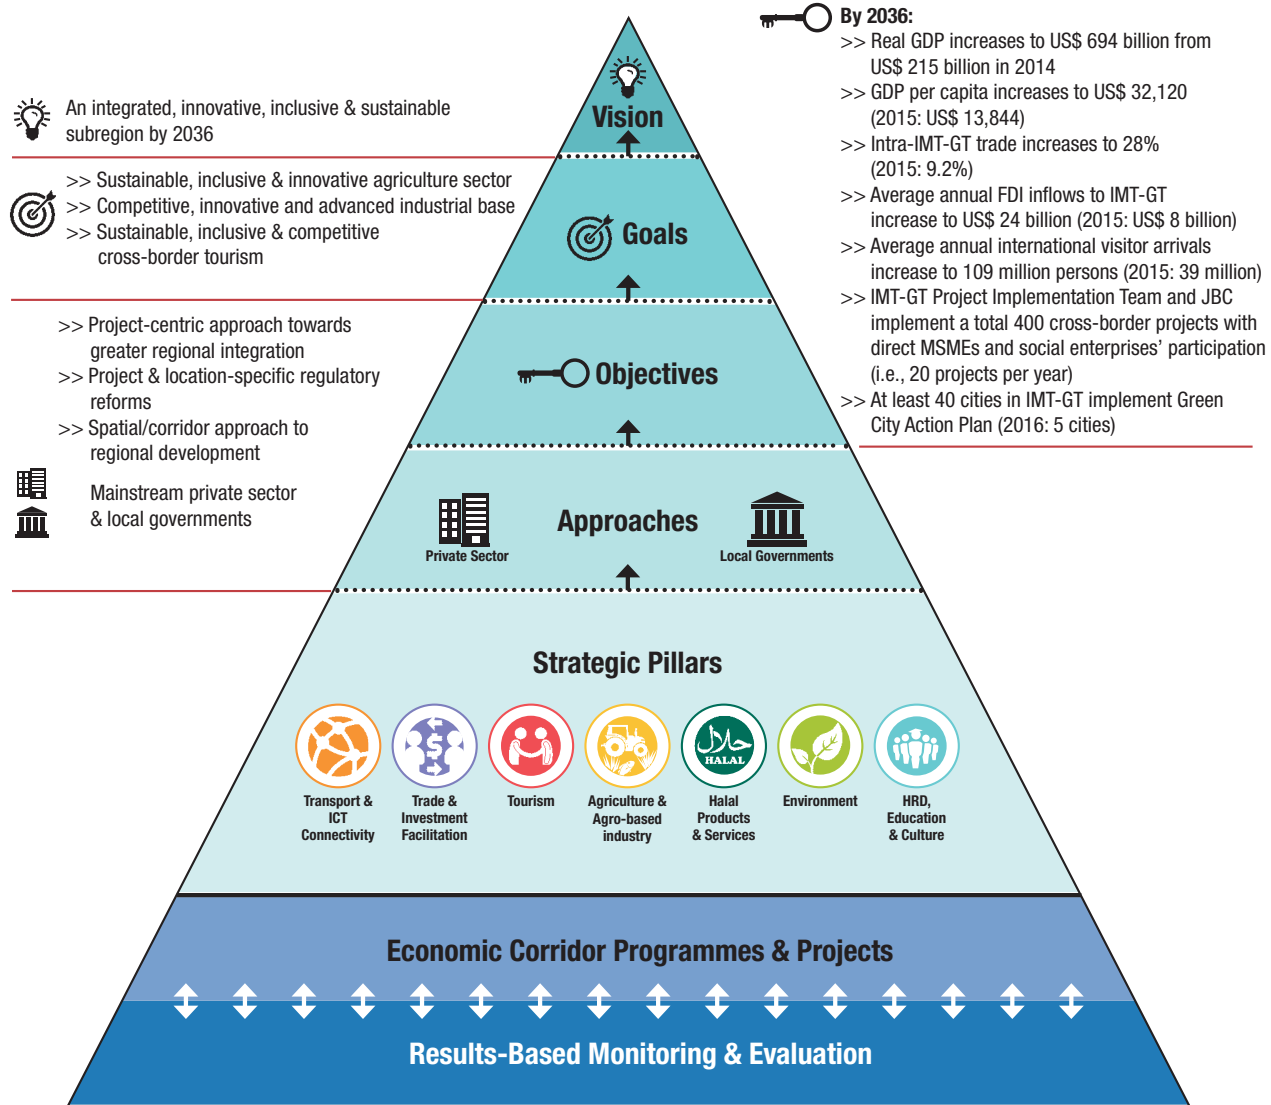 An integrated, innovative, inclusive & sustainable
subregion by 2036
>> Sustainable, inclusive & innovative agriculture sector
>> Competitive, innovative and advanced industrial base
>> Sustainable, inclusive & competitive
cross-border tourism
>> Project-centric approach towards
greater regional integration
>> Project & location-specific regulatory
reforms
>> Spatial/corridor approach to
regional development
Mainstream private sector
& local governments
By 2036:
>> Real GDP increases to US$ 694 billion from
US$ 215 billion in 2014
>> GDP per capita increases to US$ 32,120
(2015: US$ 13,844)
>> Intra-IMT-GT trade increases to 28%
(2015: 9.2%)
>> Average annual FDI inflows to IMT-GT
increase to US$ 24 billion (2015: US$ 8 billion)
>> Average annual international visitor arrivals
increase to 109 million persons (2015: 39 million)
>> IMT-GT Project Implementation Team and JBC
implement a total 400 cross-border projects with
direct MSMEs and social enterprises' participation
(i.e., 20 projects per year)
>> At least 40 cities in IMT-GT implement Green
City Action Plan (2016: 5 cities)
Vision
Goals
Objectives
Approaches
Private Sector
Local Governments
Strategic Pillars
$
حلال
HALAL
Transport &
ICT
Connectivity
Trade &
Investment
Facilitation
Tourism
Agriculture &
Agro-based
industry
Halal
Products
& Services
Environment
HRD,
Education
& Culture
Economic Corridor Programmes & Projects
Results-Based Monitoring & Evaluation